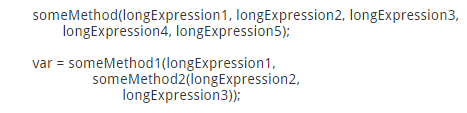 someMethod(longExpression1, longExpression2, longExpression3,
longExpression4, longExpression5);
var = someMethod1(longExpression1,
someMethod2(longExpression2,
longExpression3));